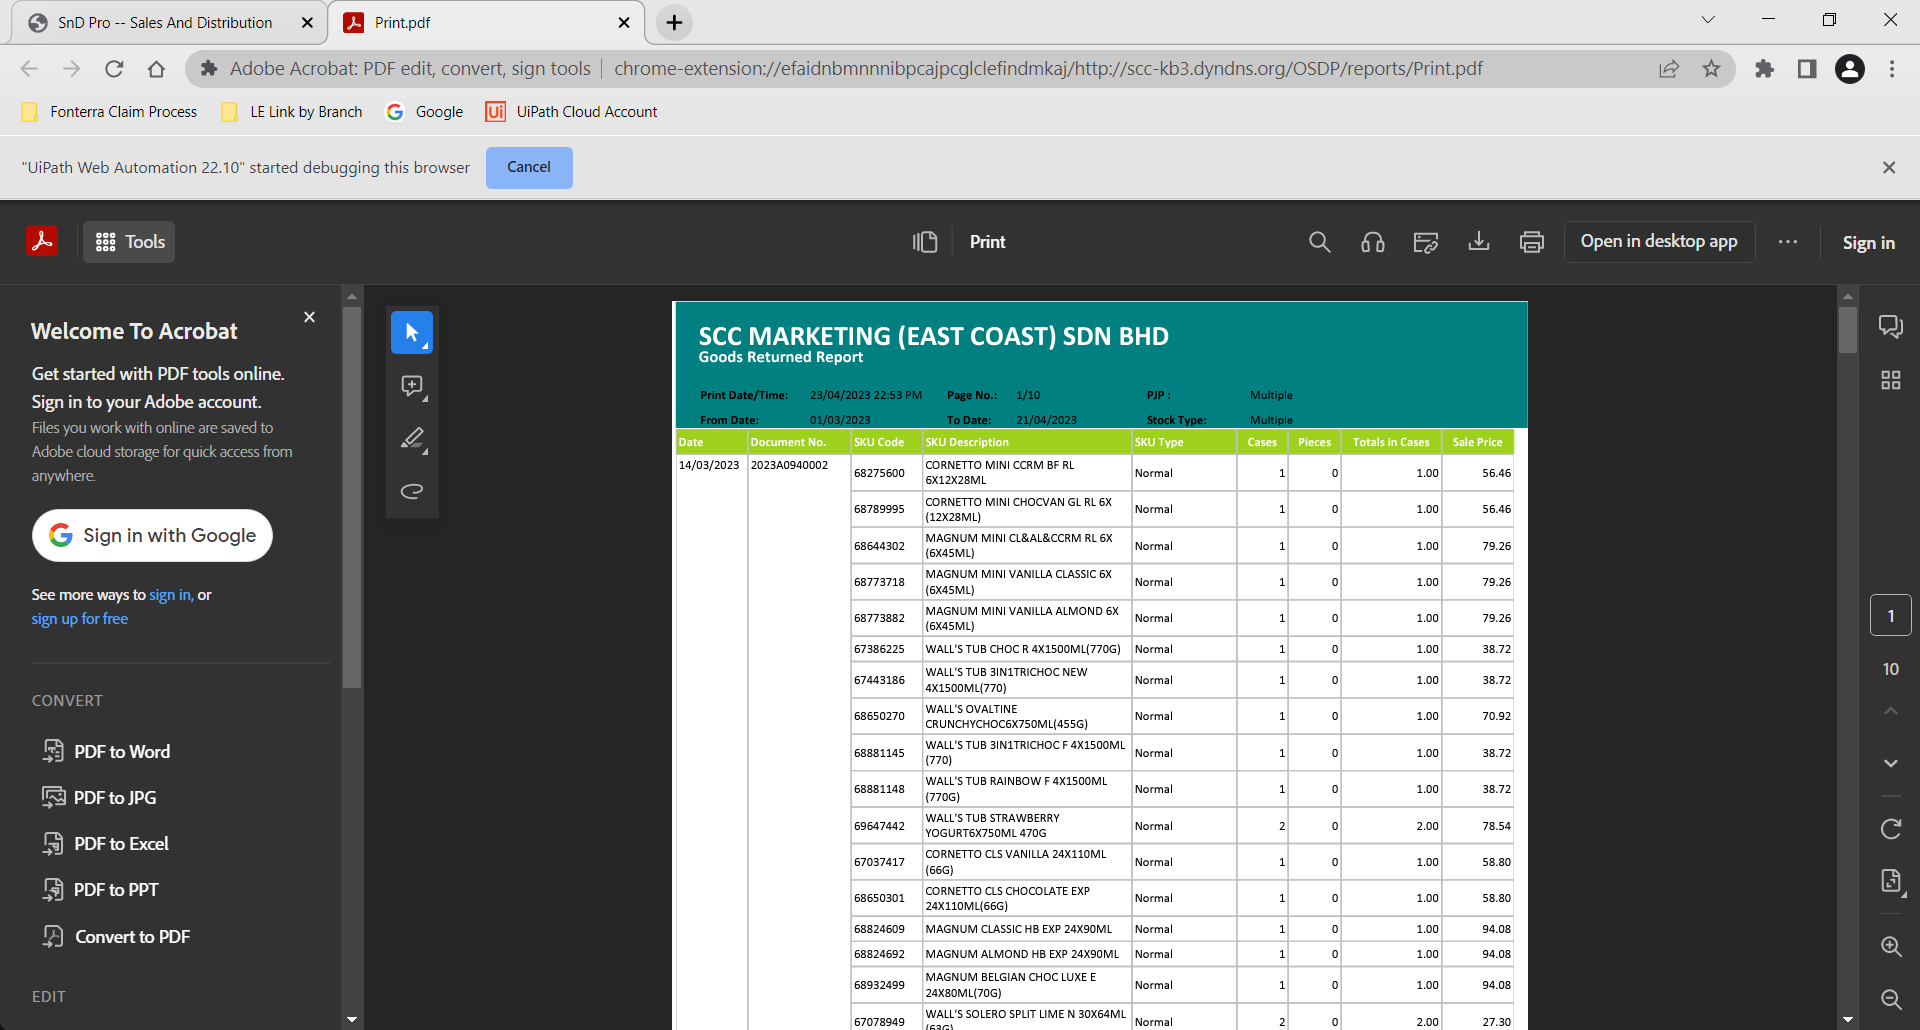 SnD Pro -- Sales And Distribution
Print.pdf
Adobe Acrobat: PDF edit, convert, sign tools
chrome-extension://efaidnbmnnnibpcajpcglclefindmkaj/http://scc-kb3.dyndns.org/OSDP/reports/Print.pdf
Fonterra Claim Process
LE Link by Branch
Google
UiPath Cloud Account
"UiPath Web Automation 22.10" started debugging this browser
Cancel
Tools
Print
Open in desktop app
Sign in
Welcome To Acrobat
Get started with PDF tools online.
Sign in to your Adobe account.
Files you work with online are saved to
Adobe cloud storage for quick access from
anywhere.
Sign in with Google
See more ways to sign in, or
sign up for free
CONVERT
PDF to Word
PDF to JPG
PDF to Excel
PDF to PPT
Convert to PDF
EDIT
SCC MARKETING (EAST COAST) SDN BHD
Goods Returned Report
Print Date/Time: 23/04/2023 22:53 PM Page No.: 1/10 PJP : Multiple
From Date: 01/03/2023 To Date: 21/04/2023 Stock Type: Multiple
Date Document No. SKU Code SKU Description SKU Type Cases Pieces Totals in Cases Sale Price
14/03/2023 2023A0940002
68275600 CORNETTO MINI CCRM BF RL
6X12X28ML Normal 1 0 1.00 56.46
68789995 CORNETTO MINI CHOCVAN GL RL 6X
(12X28ML) Normal 1 0 1.00 56.46
68644302 MAGNUM MINI CL&AL&CCRM RL 6X
(6X45ML) Normal 1 0 1.00 79.26
68773718 MAGNUM MINI VANILLA CLASSIC 6X
(6X45ML) Normal 1 0 1.00 79.26
68773882 MAGNUM MINI VANILLA ALMOND 6X
(6X45ML) Normal 1 0 1.00 79.26
67386225 WALL'S TUB CHOC R 4X1500ML(770G) Normal 1 0 1.00 38.72
67443186 WALL'S TUB 3IN1TRICHOC NEW
4X1500ML(770) Normal 1 0 1.00 38.72
68650270 WALL'S OVALTINE
CRUNCHYCHOC6X750ML(455G) Normal 1 0 1.00 70.92
68881145 WALL'S TUB 3IN1TRICHOC F 4X1500ML
(770) Normal 1 0 1.00 38.72
68881148 WALL'S TUB RAINBOW F 4X1500ML
(770G) Normal 1 0 1.00 38.72
69647442 WALL'S TUB STRAWBERRY
YOGURT6X750ML 470G Normal 2 0 2.00 78.54
67037417 CORNETTO CLS VANILLA 24X110ML
(66G) Normal 1 0 1.00 58.80
68650301 CORNETTO CLS CHOCOLATE EXP
24X110ML(66G) Normal 1 0 1.00 58.80
68824609 MAGNUM CLASSIC HB EXP 24X90ML Normal 1 0 1.00 94.08
68824692 MAGNUM ALMOND HB EXP 24X90ML Normal 1 0 1.00 94.08
68932499 MAGNUM BELGIAN CHOC LUXE E
24X80ML(70G) Normal 1 0 1.00 94.08
67078949 WALL'S SOLERO SPLIT LIME N 30X64ML
(63G) Normal 2 0 2.00 27.30
1
10